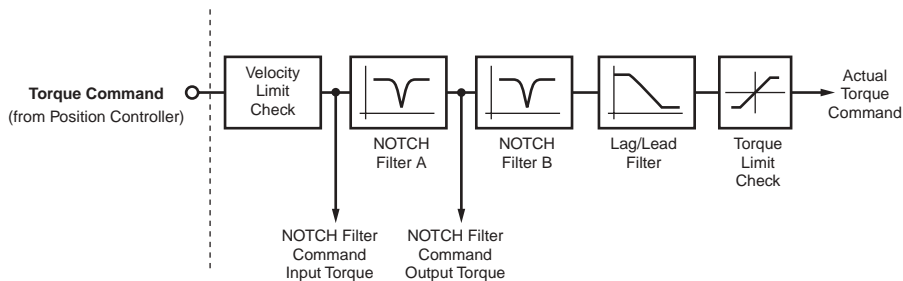 Torque Command
(from Position Controller)
Velocity
Limit
Check
NOTCH
Filter A
NOTCH
Filter B
Lag/Lead
Filter
Torque
Limit
Check
Actual
Torque
Command
NOTCH Filter
Command
Input Torque
NOTCH Filter
Command
Output Torque